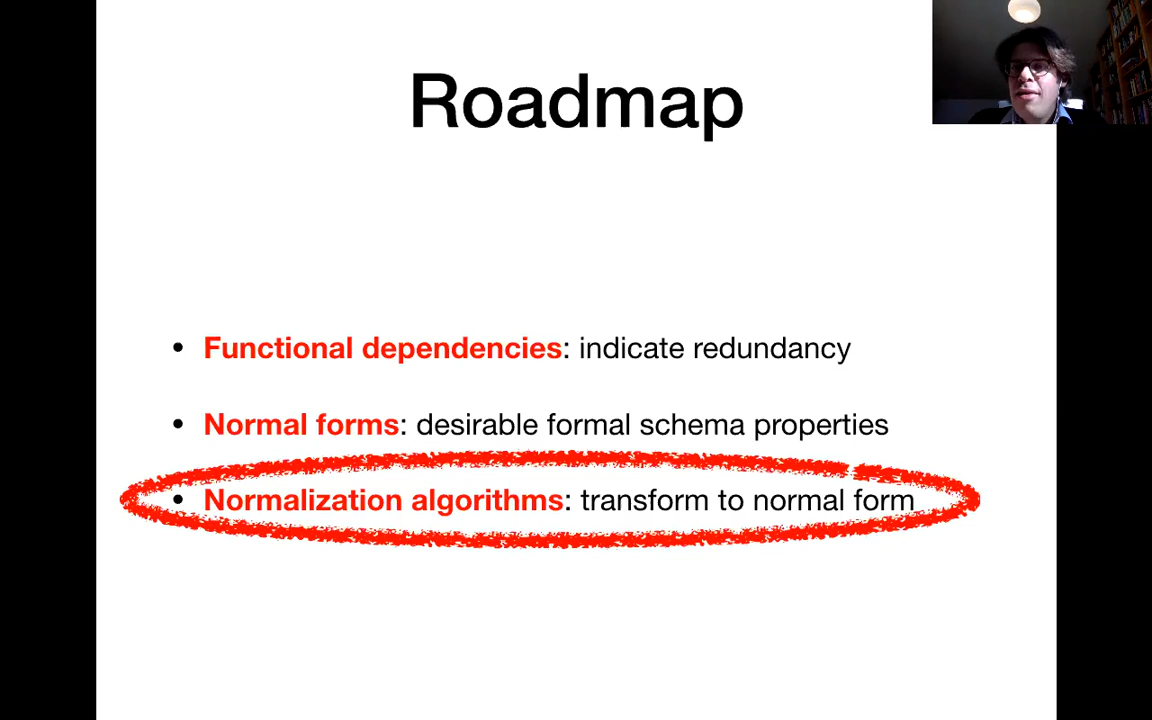 Roadmap
• Functional dependencies: indicate redundancy
• Normal forms: desirable formal schema properties
• Normalization algorithms: transform to normal form